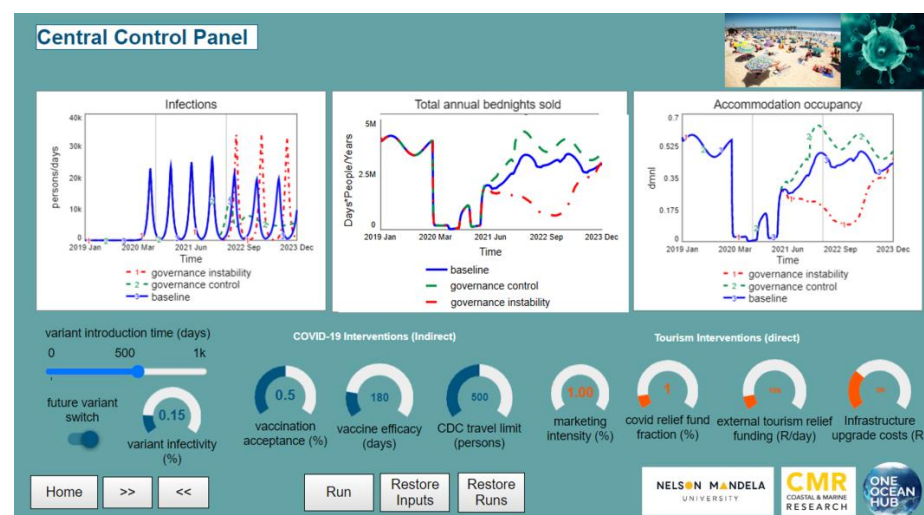 Central Control Panel
Infections
40k
30k
20k
10k
0
persons/days
2019 Jan 2020 Mar 2021 Jun 2022 Sep 2023 Dec
Time
1 governance instability
2 governance control
3 baseline
Total annual bednights sold
5M
2.5M
0
Days*People/Years
2019 Jan 2020 Mar 2021 Jun 2022 Sep 2023 Dec
Time
baseline
governance control
governance instability
Accommodation occupancy
0.7
0.525
0.35
0.175
0
dmnl
2019 Jan 2020 Mar 2021 Jun 2022 Sep 2023 Dec
Time
1 governance instability
2 governance control
3 baseline
variant introduction time (days)
0 500 1k
future variant
switch
0.15
variant infectivity
(%)
COVID-19 Interventions (Indirect)
0.5
vaccination
acceptance (%)
180
vaccine efficacy
(days)
500
CDC travel limit
(persons)
Tourism Interventions (direct)
1.00
marketing
intensity (%)
1
covid relief fund
fraction (%)
external tourism relief
funding (R/day)
Infrastructure
upgrade costs (R
Home >> <<
Run
Restore
Inputs
Restore
Runs
NELSON MANDELA
UNIVERSITY
CMR
COASTAL & MARINE
RESEARCH
ONE
OCEAN
HUB